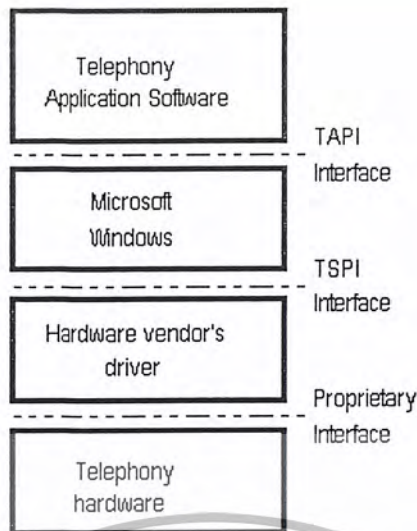 Telephony
Application Software
TAPI
Interface
Microsoft
Windows
TSPI
Interface
Hardware vendor's
driver
Proprietary
Interface
Telephony
hardware